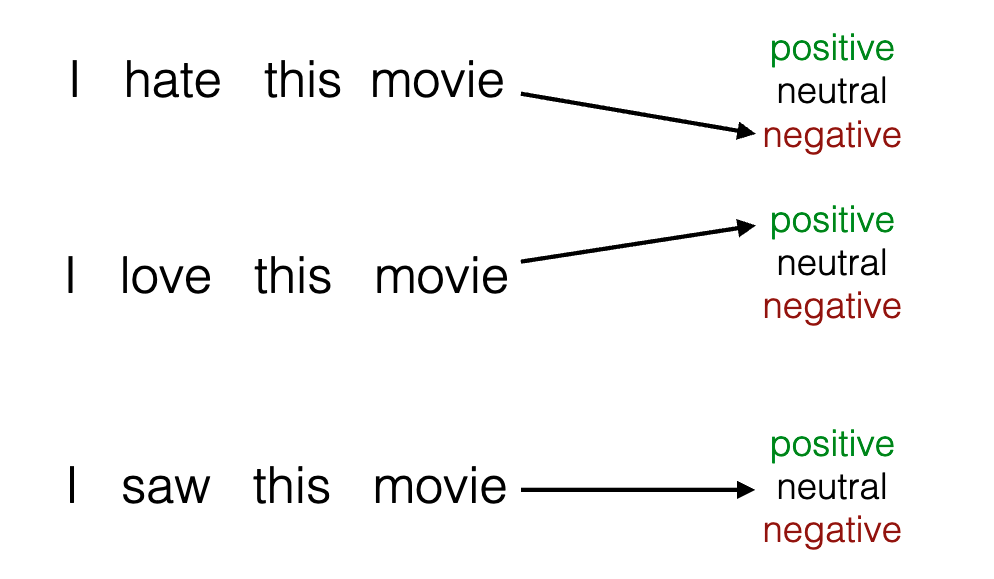 I hate this movie
positive
neutral
negative
I love this movie
positive
neutral
negative
I saw this movie
positive
neutral
negative